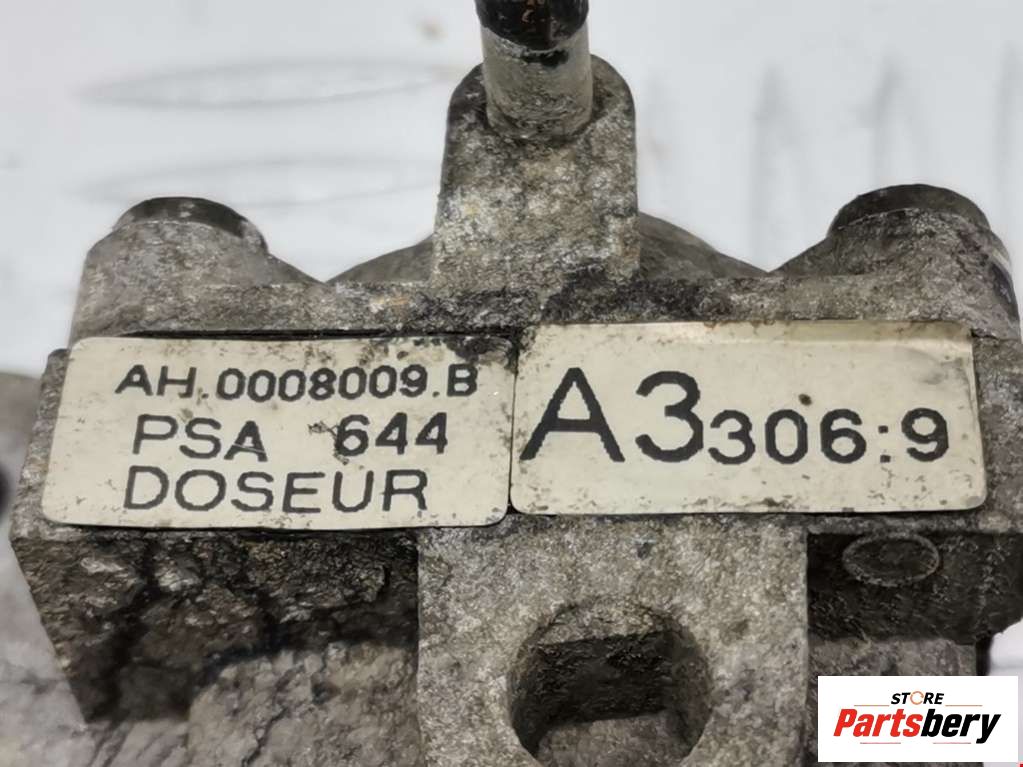 AH.0008009.B
PSA 644
DOSEUR
A3306:9
STORE
Partsbery